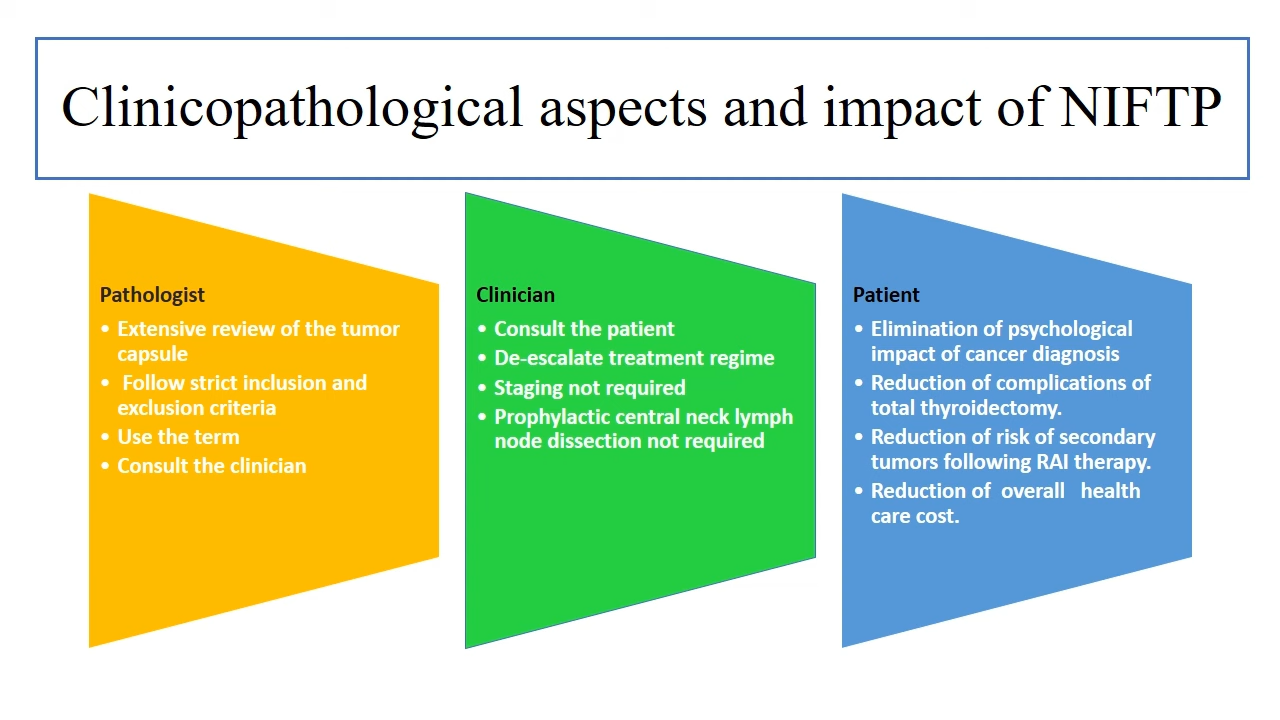 Clinicopathological aspects and impact of NIFTP
Pathologist
• Extensive review of the tumor
capsule
• Follow strict inclusion and
exclusion criteria
• Use the term
• Consult the clinician
Clinician
• Consult the patient
• De-escalate treatment regime
• Staging not required
• Prophylactic central neck lymph
node dissection not required
Patient
• Elimination of psychological
impact of cancer diagnosis
• Reduction of complications of
total thyroidectomy.
• Reduction of risk of secondary
tumors following RAI therapy.
• Reduction of overall health
care cost.